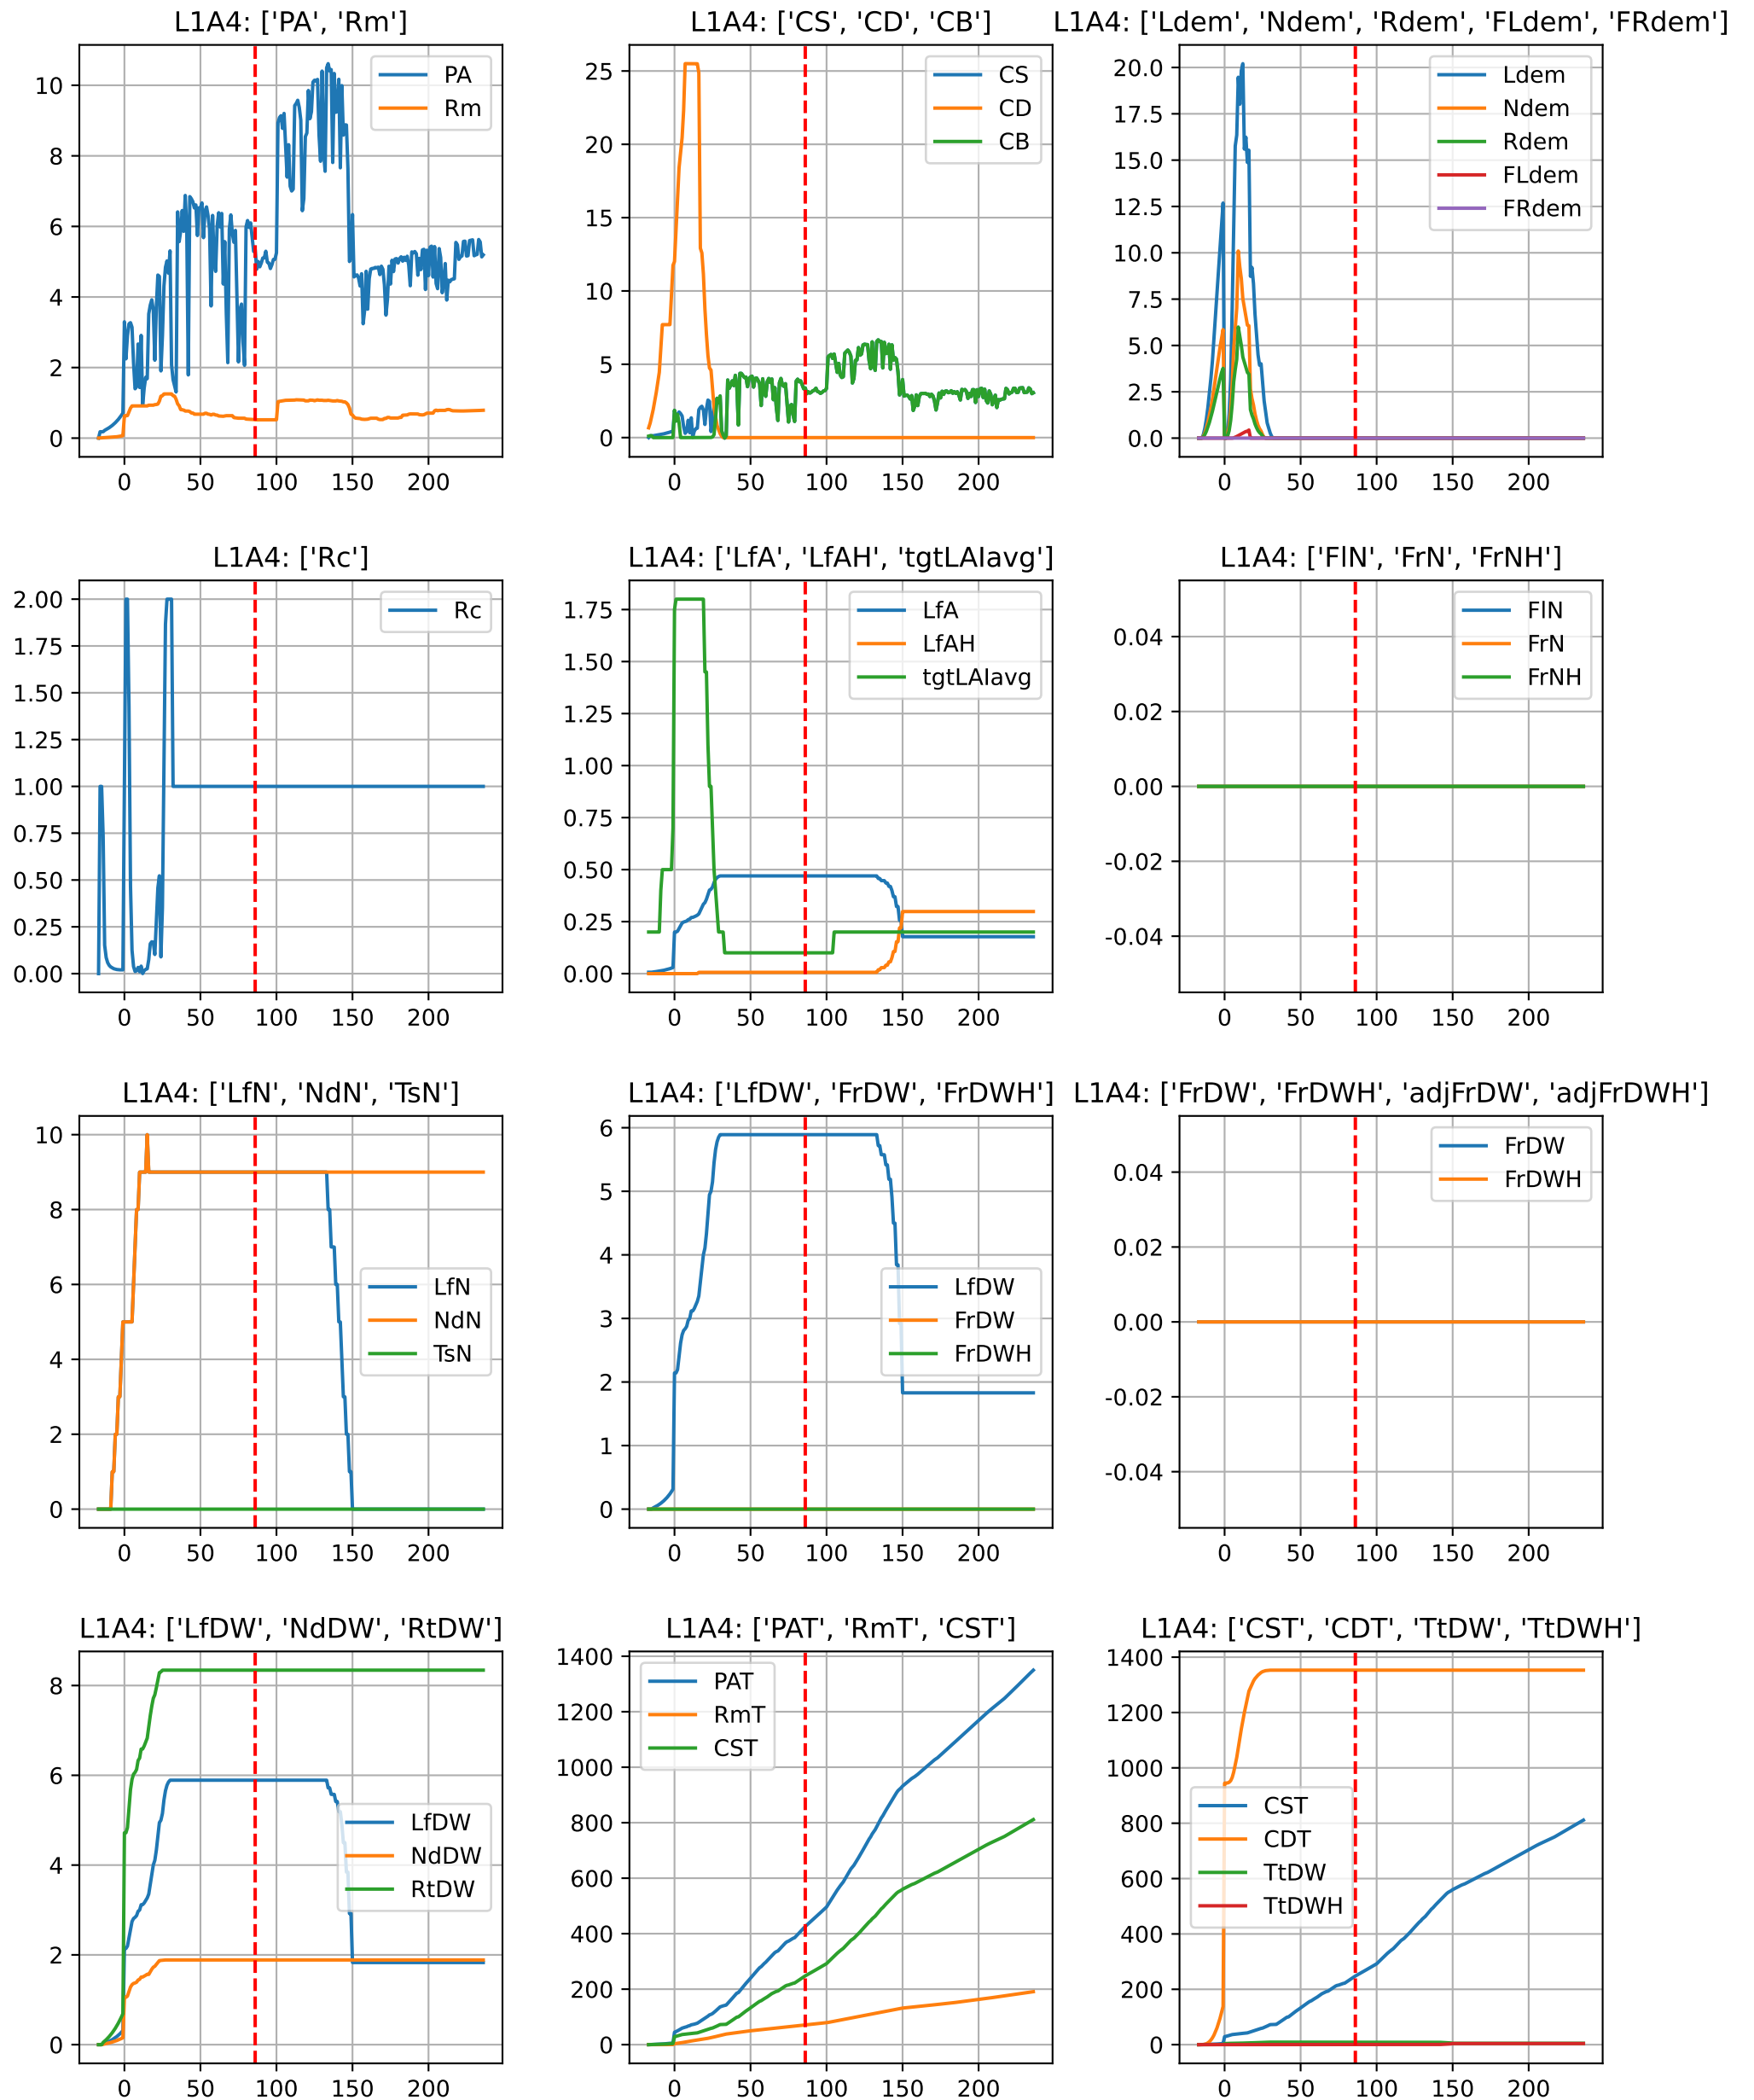 L1A4: ['PA', 'Rm']
10
8
6
4
2
0
0 50 100 150 200
PA
Rm
L1A4: ['CS', 'CD', 'CB']
25
20
15
10
5
0
0 50 100 150 200
CS
CD
CB
L1A4: ['Ldem', 'Ndem', 'Rdem', 'FLdem', 'FRdem']
20.0
17.5
15.0
12.5
10.0
7.5
5.0
2.5
0.0
0 50 100 150 200
Ldem
Ndem
Rdem
FLdem
FRdem
L1A4: ['Rc']
2.00
1.75
1.50
1.25
1.00
0.75
0.50
0.25
0.00
0 50 100 150 200
Rc
L1A4: ['LfA', 'LfAH', 'tgtLAIavg']
1.75
1.50
1.25
1.00
0.75
0.50
0.25
0.00
0 50 100 150 200
LfA
LfAH
tgtLAIavg
L1A4: ['FlN', 'FrN', 'FrNH']
0.04
0.02
0.00
-0.02
-0.04
0 50 100 150 200
FlN
FrN
FrNH
L1A4: ['LfN', 'NdN', 'TsN']
10
8
6
4
2
0
0 50 100 150 200
LfN
NdN
TsN
L1A4: ['LfDW', 'FrDW', 'FrDWH']
6
5
4
3
2
1
0
0 50 100 150 200
LfDW
FrDW
FrDWH
L1A4: ['FrDW', 'FrDWH', 'adjFrDW', 'adjFrDWH']
0.04
0.02
0.00
-0.02
-0.04
0 50 100 150 200
FrDW
FrDWH
L1A4: ['LfDW', 'NdDW', 'RtDW']
8
6
4
2
0
0 50 100 150 200
LfDW
NdDW
RtDW
L1A4: ['PAT', 'RmT', 'CST']
1400
1200
1000
800
600
400
200
0
0 50 100 150 200
PAT
RmT
CST
L1A4: ['CST', 'CDT', 'TtDW', 'TtDWH']
1400
1200
1000
800
600
400
200
0
0 50 100 150 200
CST
CDT
TtDW
TtDWH